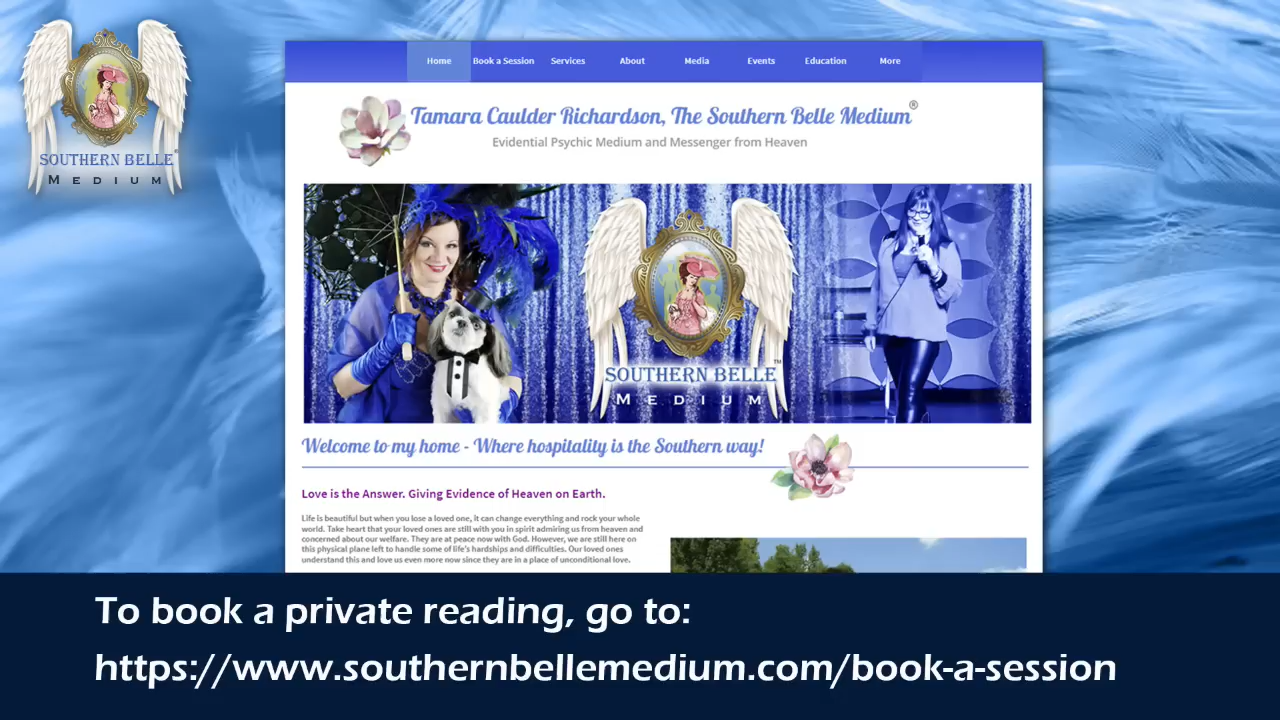 SOUTHERN BELLE®
MEDIUM
Home Book a Session Services About Media Events Education More
Tamara Caulder Richardson, The Southern Belle Medium®
Evidential Psychic Medium and Messenger from Heaven
SOUTHERN BELLE™
MEDIUM
Welcome to my home - Where hospitality is the Southern way!
Love is the Answer. Giving Evidence of Heaven on Earth.
Life is beautiful but when you lose a loved one, it can change everything and rock your whole
world. Take heart that your loved ones are still with you in spirit admiring us from heaven and
concerned about our welfare. They are at peace now with God. However, we are still here on
this physical plane left to handle some of life's hardships and difficulties. Our loved ones
understand this and love us even more now since they are in a place of unconditional love.
To book a private reading, go to:
https://www.southernbellemedium.com/book-a-session